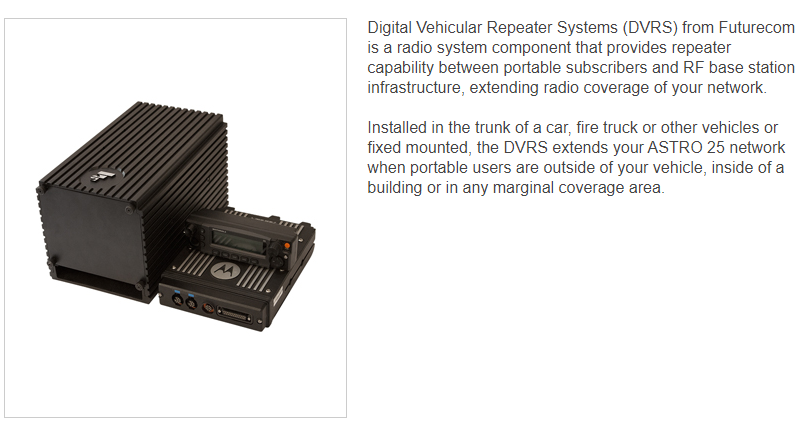 Digital Vehicular Repeater Systems (DVRS) from Futurecom
is a radio system component that provides repeater
capability between portable subscribers and RF base station
infrastructure, extending radio coverage of your network.
Installed in the trunk of a car, fire truck or other vehicles or
fixed mounted, the DVRS extends your ASTRO 25 network
when portable users are outside of your vehicle, inside of a
building or in any marginal coverage area.